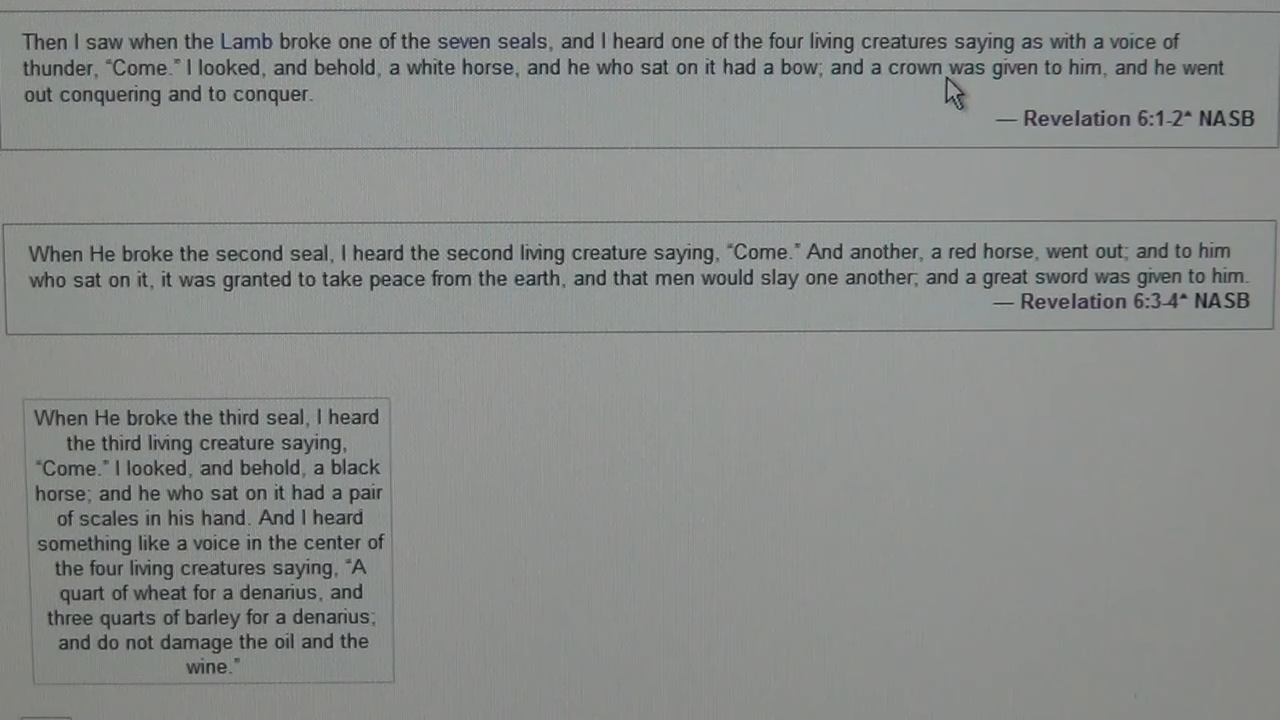 Then I saw when the Lamb broke one of the seven seals, and I heard one of the four living creatures saying as with a voice of
thunder, “Come.” I looked, and behold, a white horse, and he who sat on it had a bow; and a crown was given to him, and he went
out conquering and to conquer.
— Revelation 6:1-2˄ NASB
When He broke the second seal, I heard the second living creature saying, “Come.” And another, a red horse, went out; and to him
who sat on it, it was granted to take peace from the earth, and that men would slay one another; and a great sword was given to him.
— Revelation 6:3-4˄ NASB
When He broke the third seal, I heard
the third living creature saying,
“Come.” I looked, and behold, a black
horse; and he who sat on it had a pair
of scales in his hand. And I heard
something like a voice in the center of
the four living creatures saying, “A
quart of wheat for a denarius, and
three quarts of barley for a denarius;
and do not damage the oil and the
wine.”